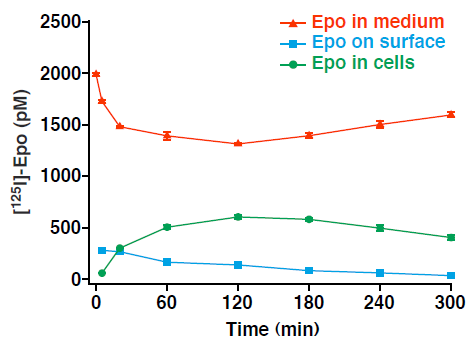 2500
2000
1500
1000
500
0
[¹²⁵I]-Epo (pM)
Epo in medium
Epo on surface
Epo in cells
0 60 120 180 240 300
Time (min)